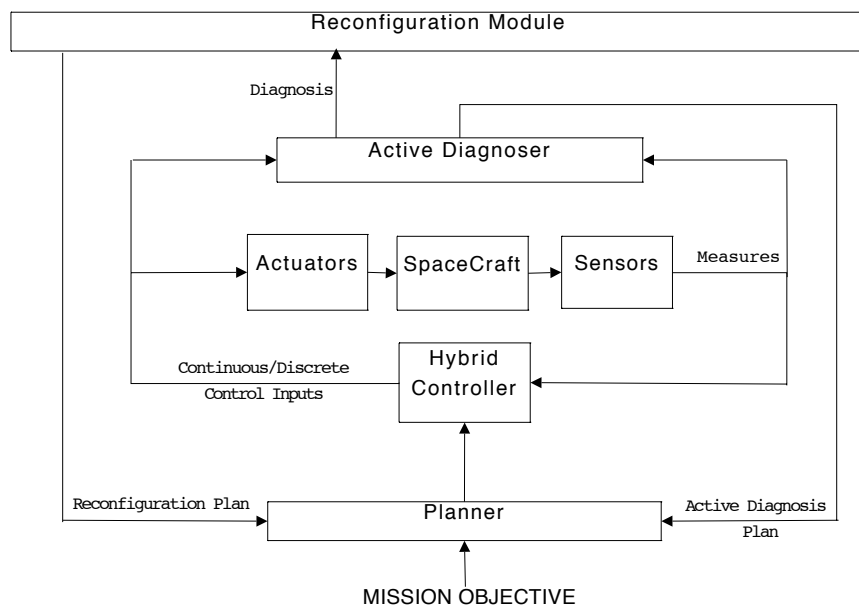 Reconfiguration Module
Diagnosis
Active Diagnoser
Actuators
SpaceCraft
Sensors
Measures
Continuous/Discrete
Control Inputs
Hybrid
Controller
Reconfiguration Plan
Planner
Active Diagnosis
Plan
MISSION OBJECTIVE